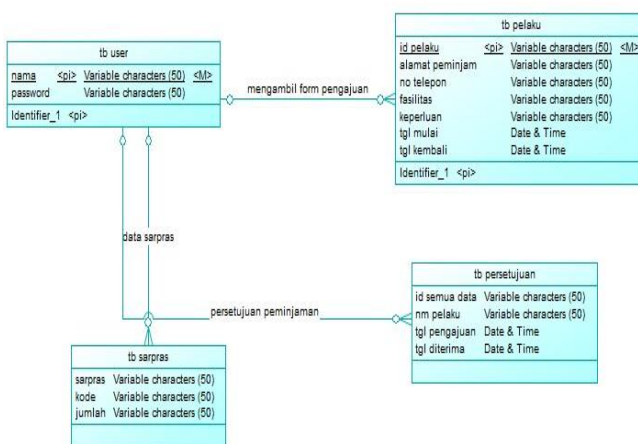 tb user
nama <pi> Variable characters (50) <M>
password Variable characters (50)
Identifier_1 <pi>
mengambil form pengajuan
tb pelaku
id pelaku <pi> Variable characters (50) <M>
alamat peminjam Variable characters (50)
no telepon Variable characters (50)
fasilitas Variable characters (50)
keperluan Variable characters (50)
tgl mulai Date & Time
tgl kembali Date & Time
Identifier_1 <pi>
data sarpras
persetujuan peminjaman
tb persetujuan
id semua data Variable characters (50)
nm pelaku Variable characters (50)
tgl pengajuan Date & Time
tgl diterima Date & Time
tb sarpras
sarpras Variable characters (50)
kode Variable characters (50)
jumlah Variable characters (50)